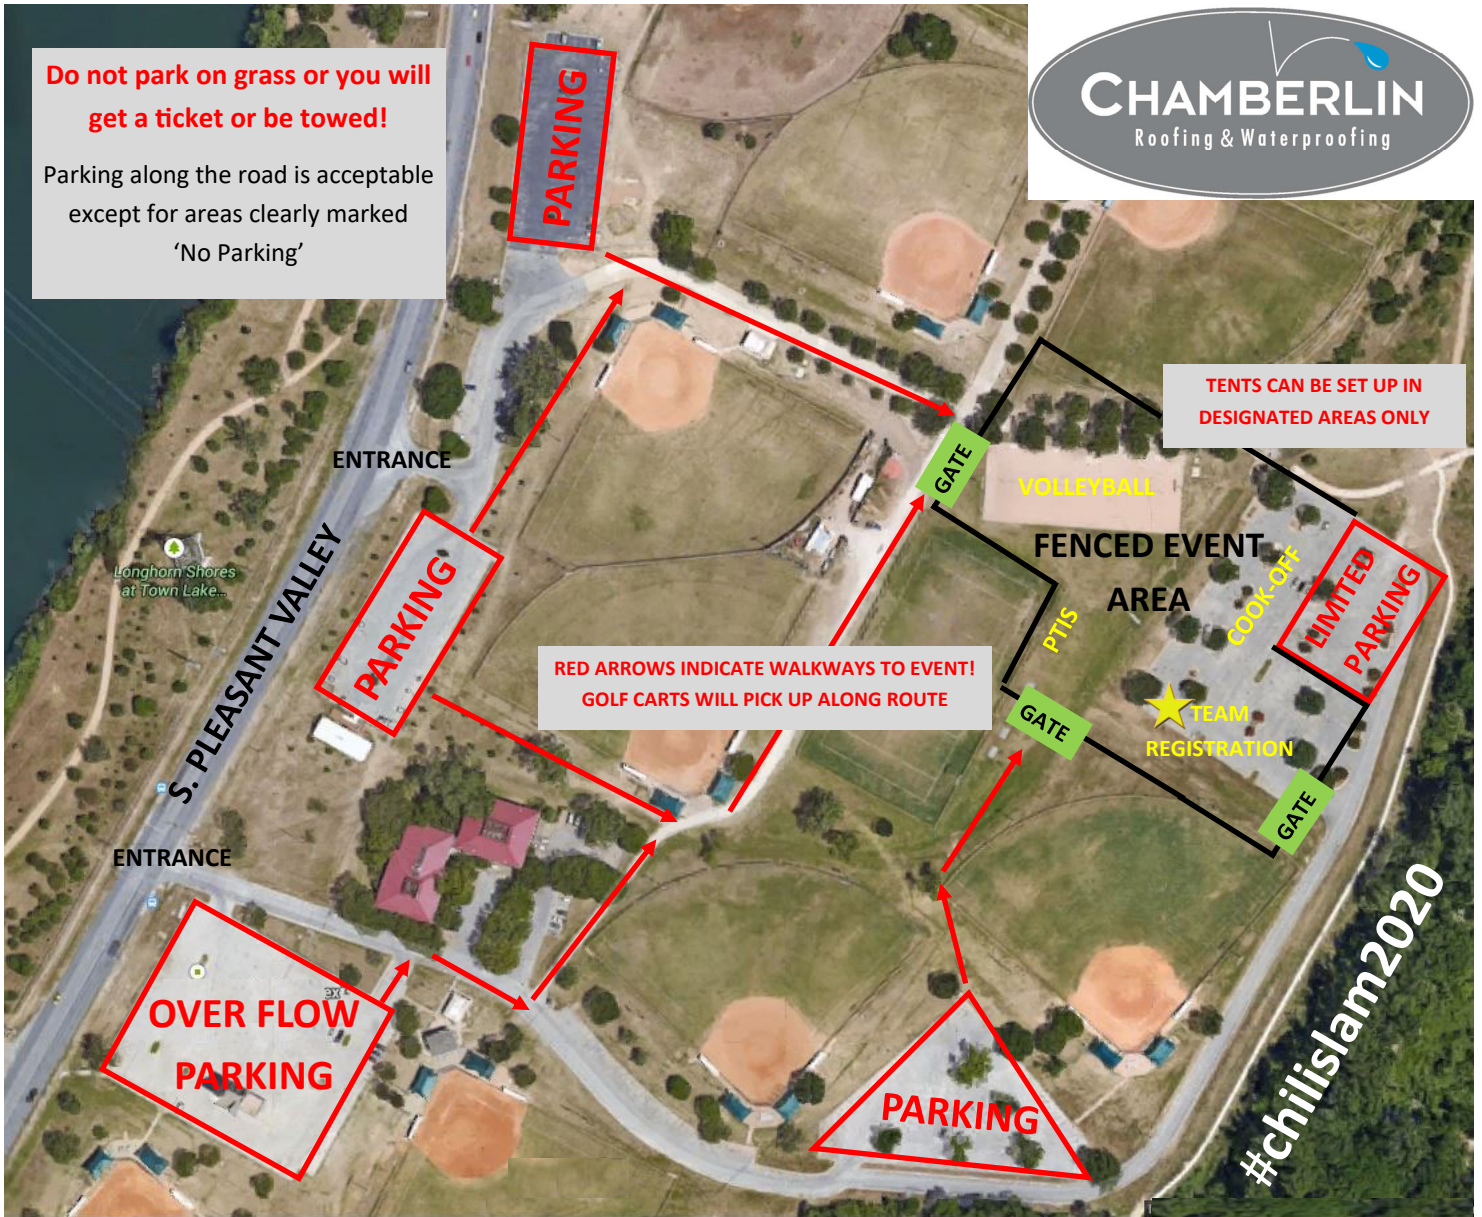 Do not park on grass or you will
get a ticket or be towed!
Parking along the road is acceptable
except for areas clearly marked
‘No Parking’
PARKING
CHAMBERLIN
Roofing & Waterproofing
TENTS CAN BE SET UP IN
DESIGNATED AREAS ONLY
ENTRANCE
GATE
VOLLEYBALL
FENCED EVENT
AREA
COOK-OFF
LIMITED
PARKING
PTIS
Longhorn Shores
at Town Lake...
S. PLEASANT VALLEY
PARKING
RED ARROWS INDICATE WALKWAYS TO EVENT!
GOLF CARTS WILL PICK UP ALONG ROUTE
GATE
TEAM
REGISTRATION
GATE
ENTRANCE
OVER FLOW
PARKING
PARKING
#chilislam2020